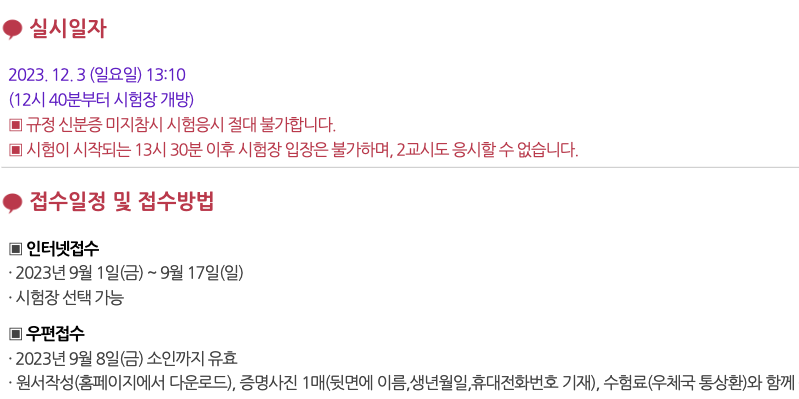 실시일자
2023. 12. 3 (일요일) 13:10
(12시 40분부터 시험장 개방)
▣ 규정 신분증 미지참시 시험응시 절대 불가합니다.
▣ 시험이 시작되는 13시 30분 이후 시험장 입장은 불가하며, 2교시도 응시할 수 없습니다.
접수일정 및 접수방법
▣ 인터넷접수
· 2023년 9월 1일(금) ~ 9월 17일(일)
· 시험장 선택 가능
▣ 우편접수
· 2023년 9월 8일(금) 소인까지 유효
· 원서작성(홈페이지에서 다운로드), 증명사진 1매(뒷면에 이름,생년월일,휴대전화번호 기재), 수험료(우체국 통상환)와 함께